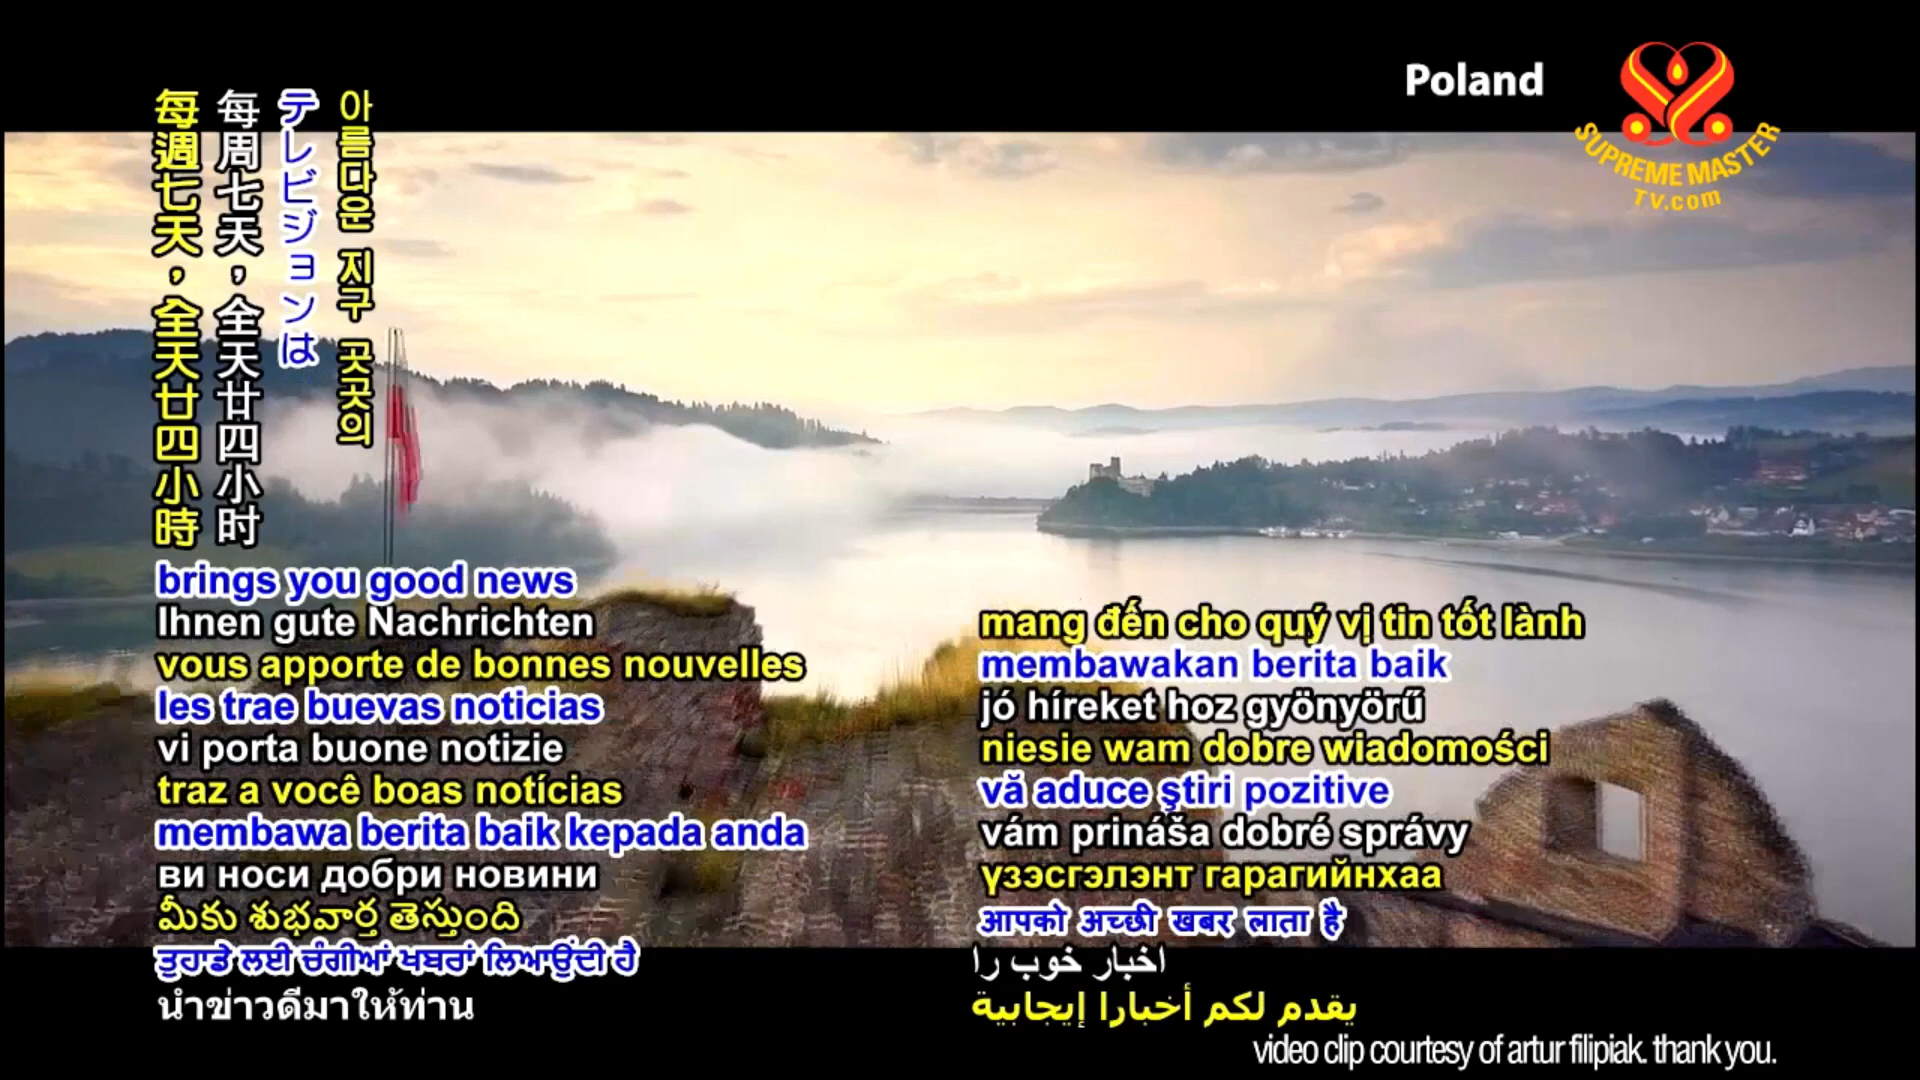 Poland
SUPREME MASTER
TV.com
每週七天，全天廿四小時
每周七天，全天廿四小时
テレビジョンは
아름다운 지구 곳곳의
brings you good news
Ihnen gute Nachrichten
vous apporte de bonnes nouvelles
les trae buevas noticias
vi porta buone notizie
traz a você boas notícias
membawa berita baik kepada anda
ви носи добри новини
మీకు శుభవార్త తెస్తుంది
ਤੁਹਾਡੇ ਲਈ ਚੰਗੀਆਂ ਖਬਰਾਂ ਲਿਆਉਂਦੀ ਹੈ
นำข่าวดีมาให้ท่าน
mang đến cho quý vị tin tốt lành
membawakan berita baik
jó híreket hoz gyönyörű
niesie wam dobre wiadomości
vă aduce ştiri pozitive
vám prináša dobré správy
үзэсгэлэнт гарагийнхаа
आपको अच्छी खबर लाता है
اخبار خوب را
يقدم لكم أخبارا إيجابية
video clip courtesy of artur filipiak. thank you.